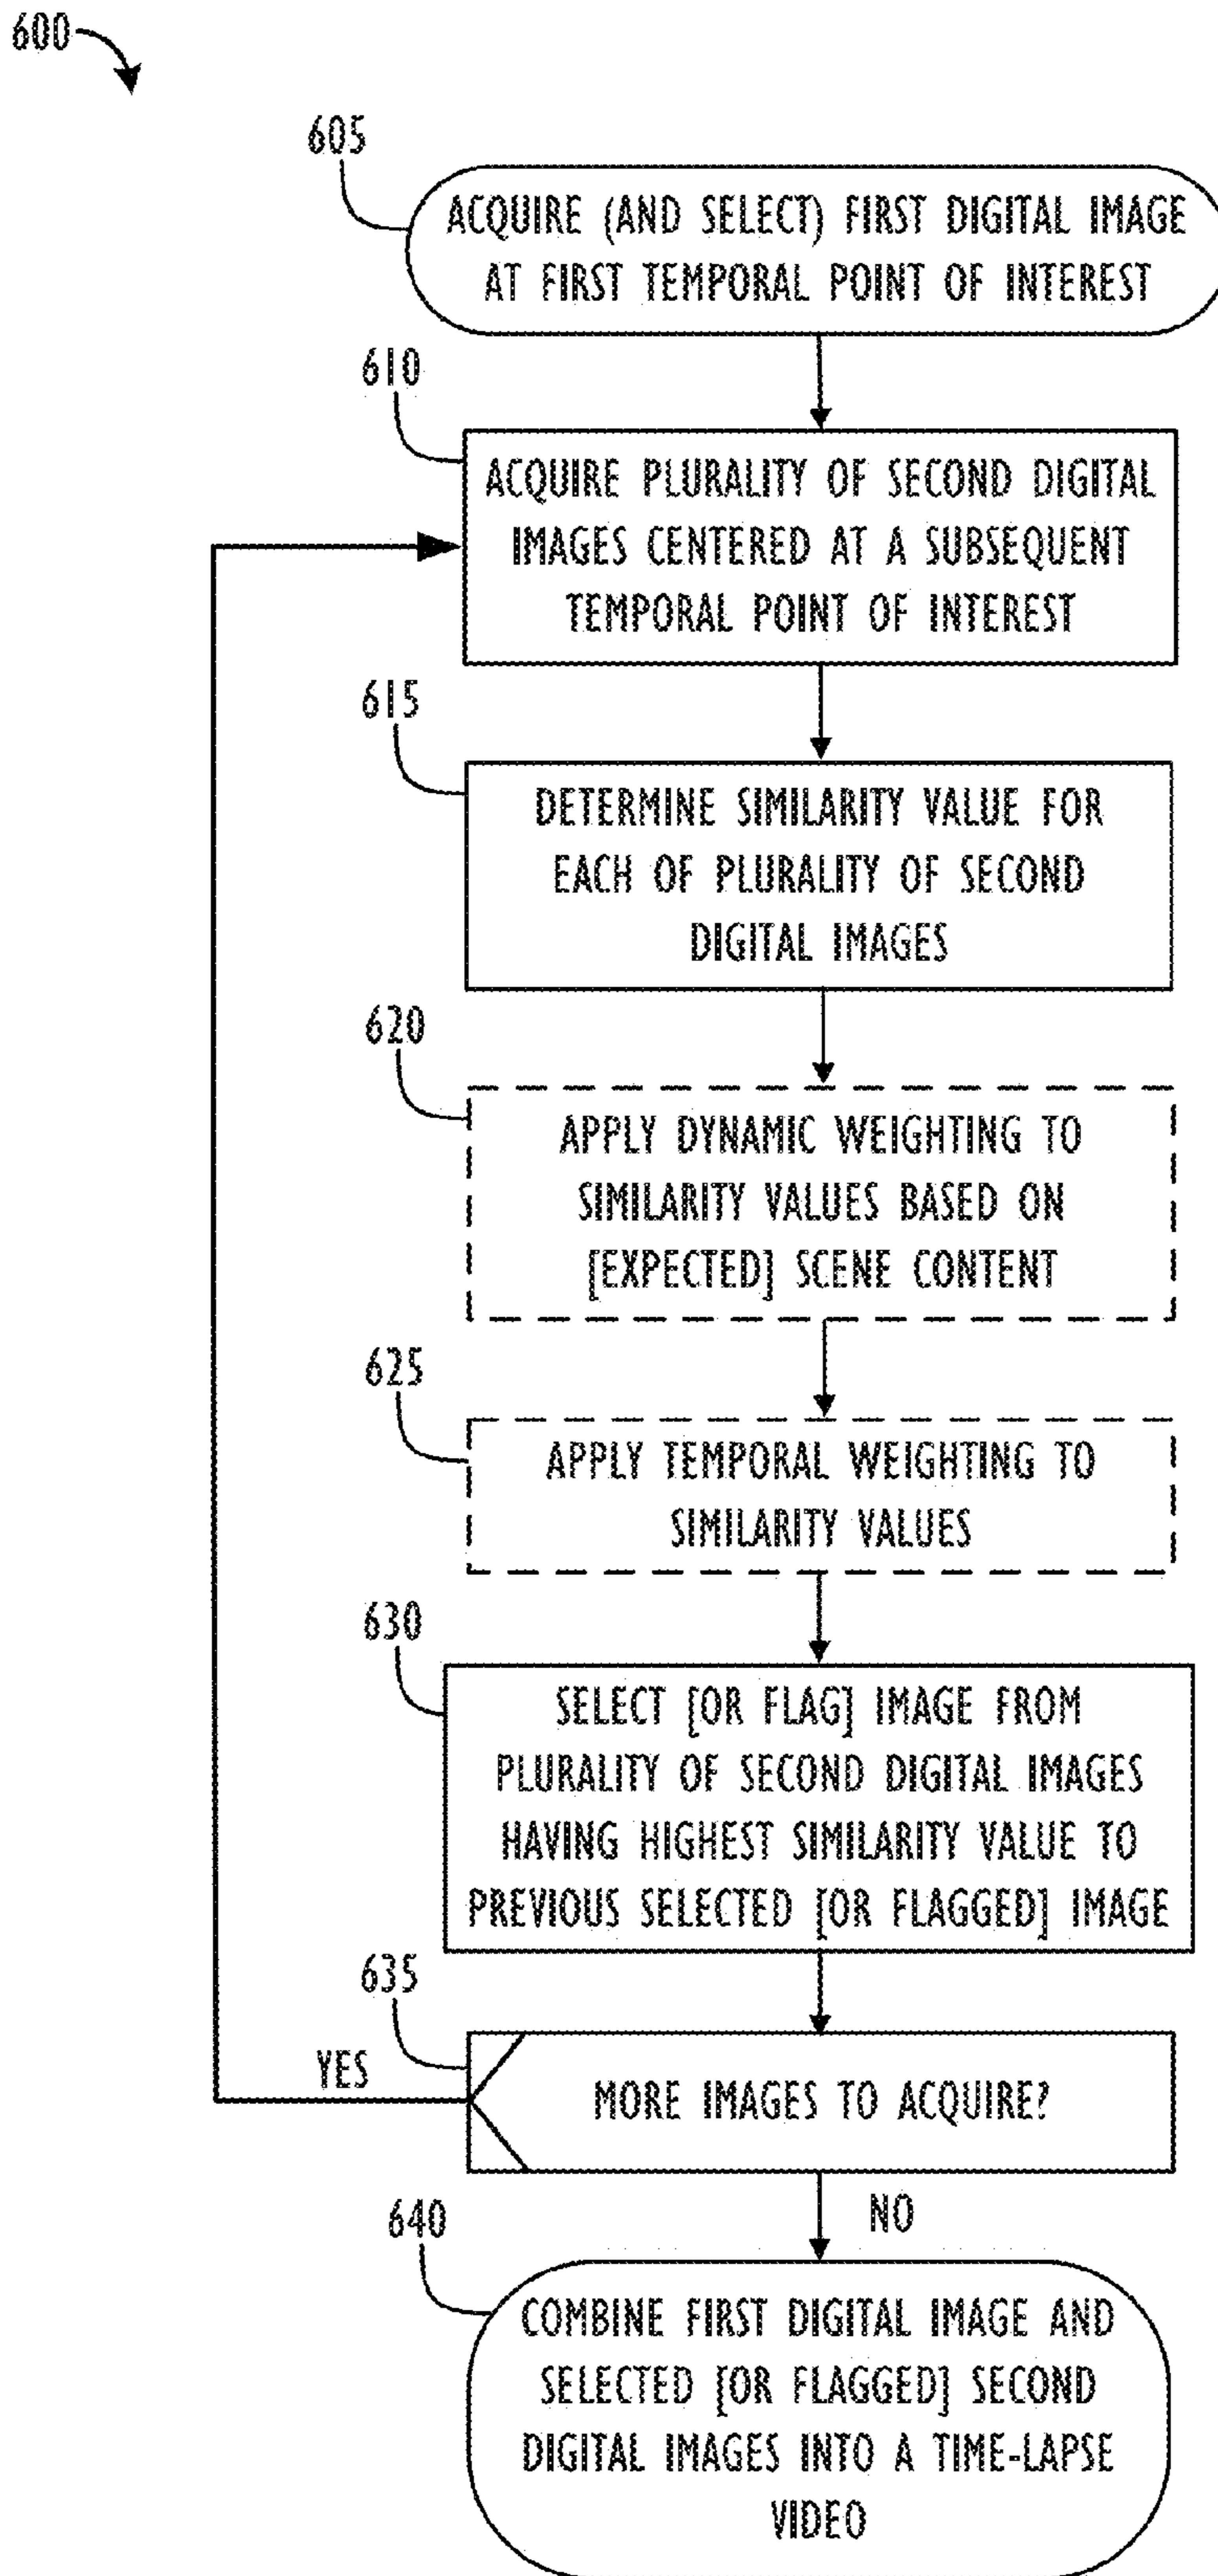 600
605
ACQUIRE (AND SELECT) FIRST DIGITAL IMAGE
AT FIRST TEMPORAL POINT OF INTEREST
610
ACQUIRE PLURALITY OF SECOND DIGITAL
IMAGES CENTERED AT A SUBSEQUENT
TEMPORAL POINT OF INTEREST
615
DETERMINE SIMILARITY VALUE FOR
EACH OF PLURALITY OF SECOND
DIGITAL IMAGES
620
APPLY DYNAMIC WEIGHTING TO
SIMILARITY VALUES BASED ON
[EXPECTED] SCENE CONTENT
625
APPLY TEMPORAL WEIGHTING TO
SIMILARITY VALUES
630
SELECT [OR FLAG] IMAGE FROM
PLURALITY OF SECOND DIGITAL IMAGES
HAVING HIGHEST SIMILARITY VALUE TO
PREVIOUS SELECTED [OR FLAGGED] IMAGE
635
YES
MORE IMAGES TO ACQUIRE?
NO
640
COMBINE FIRST DIGITAL IMAGE AND
SELECTED [OR FLAGGED] SECOND
DIGITAL IMAGES INTO A TIME-LAPSE
VIDEO